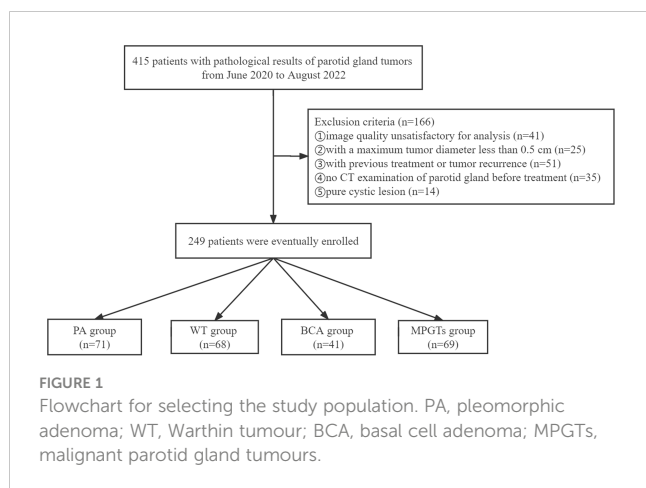 415 patients with pathological results of parotid gland tumors
from June 2020 to August 2022
Exclusion criteria (n=166)
①image quality unsatisfactory for analysis (n=41)
②with a maximum tumor diameter less than 0.5 cm (n=25)
③with previous treatment or tumor recurrence (n=51)
④no CT examination of parotid gland before treatment (n=35)
⑤pure cystic lesion (n=14)
249 patients were eventually enrolled
PA group
(n=71)
WT group
(n=68)
BCA group
(n=41)
MPGTs group
(n=69)
FIGURE 1
Flowchart for selecting the study population. PA, pleomorphic
adenoma; WT, Warthin tumour; BCA, basal cell adenoma; MPGTs,
malignant parotid gland tumours.